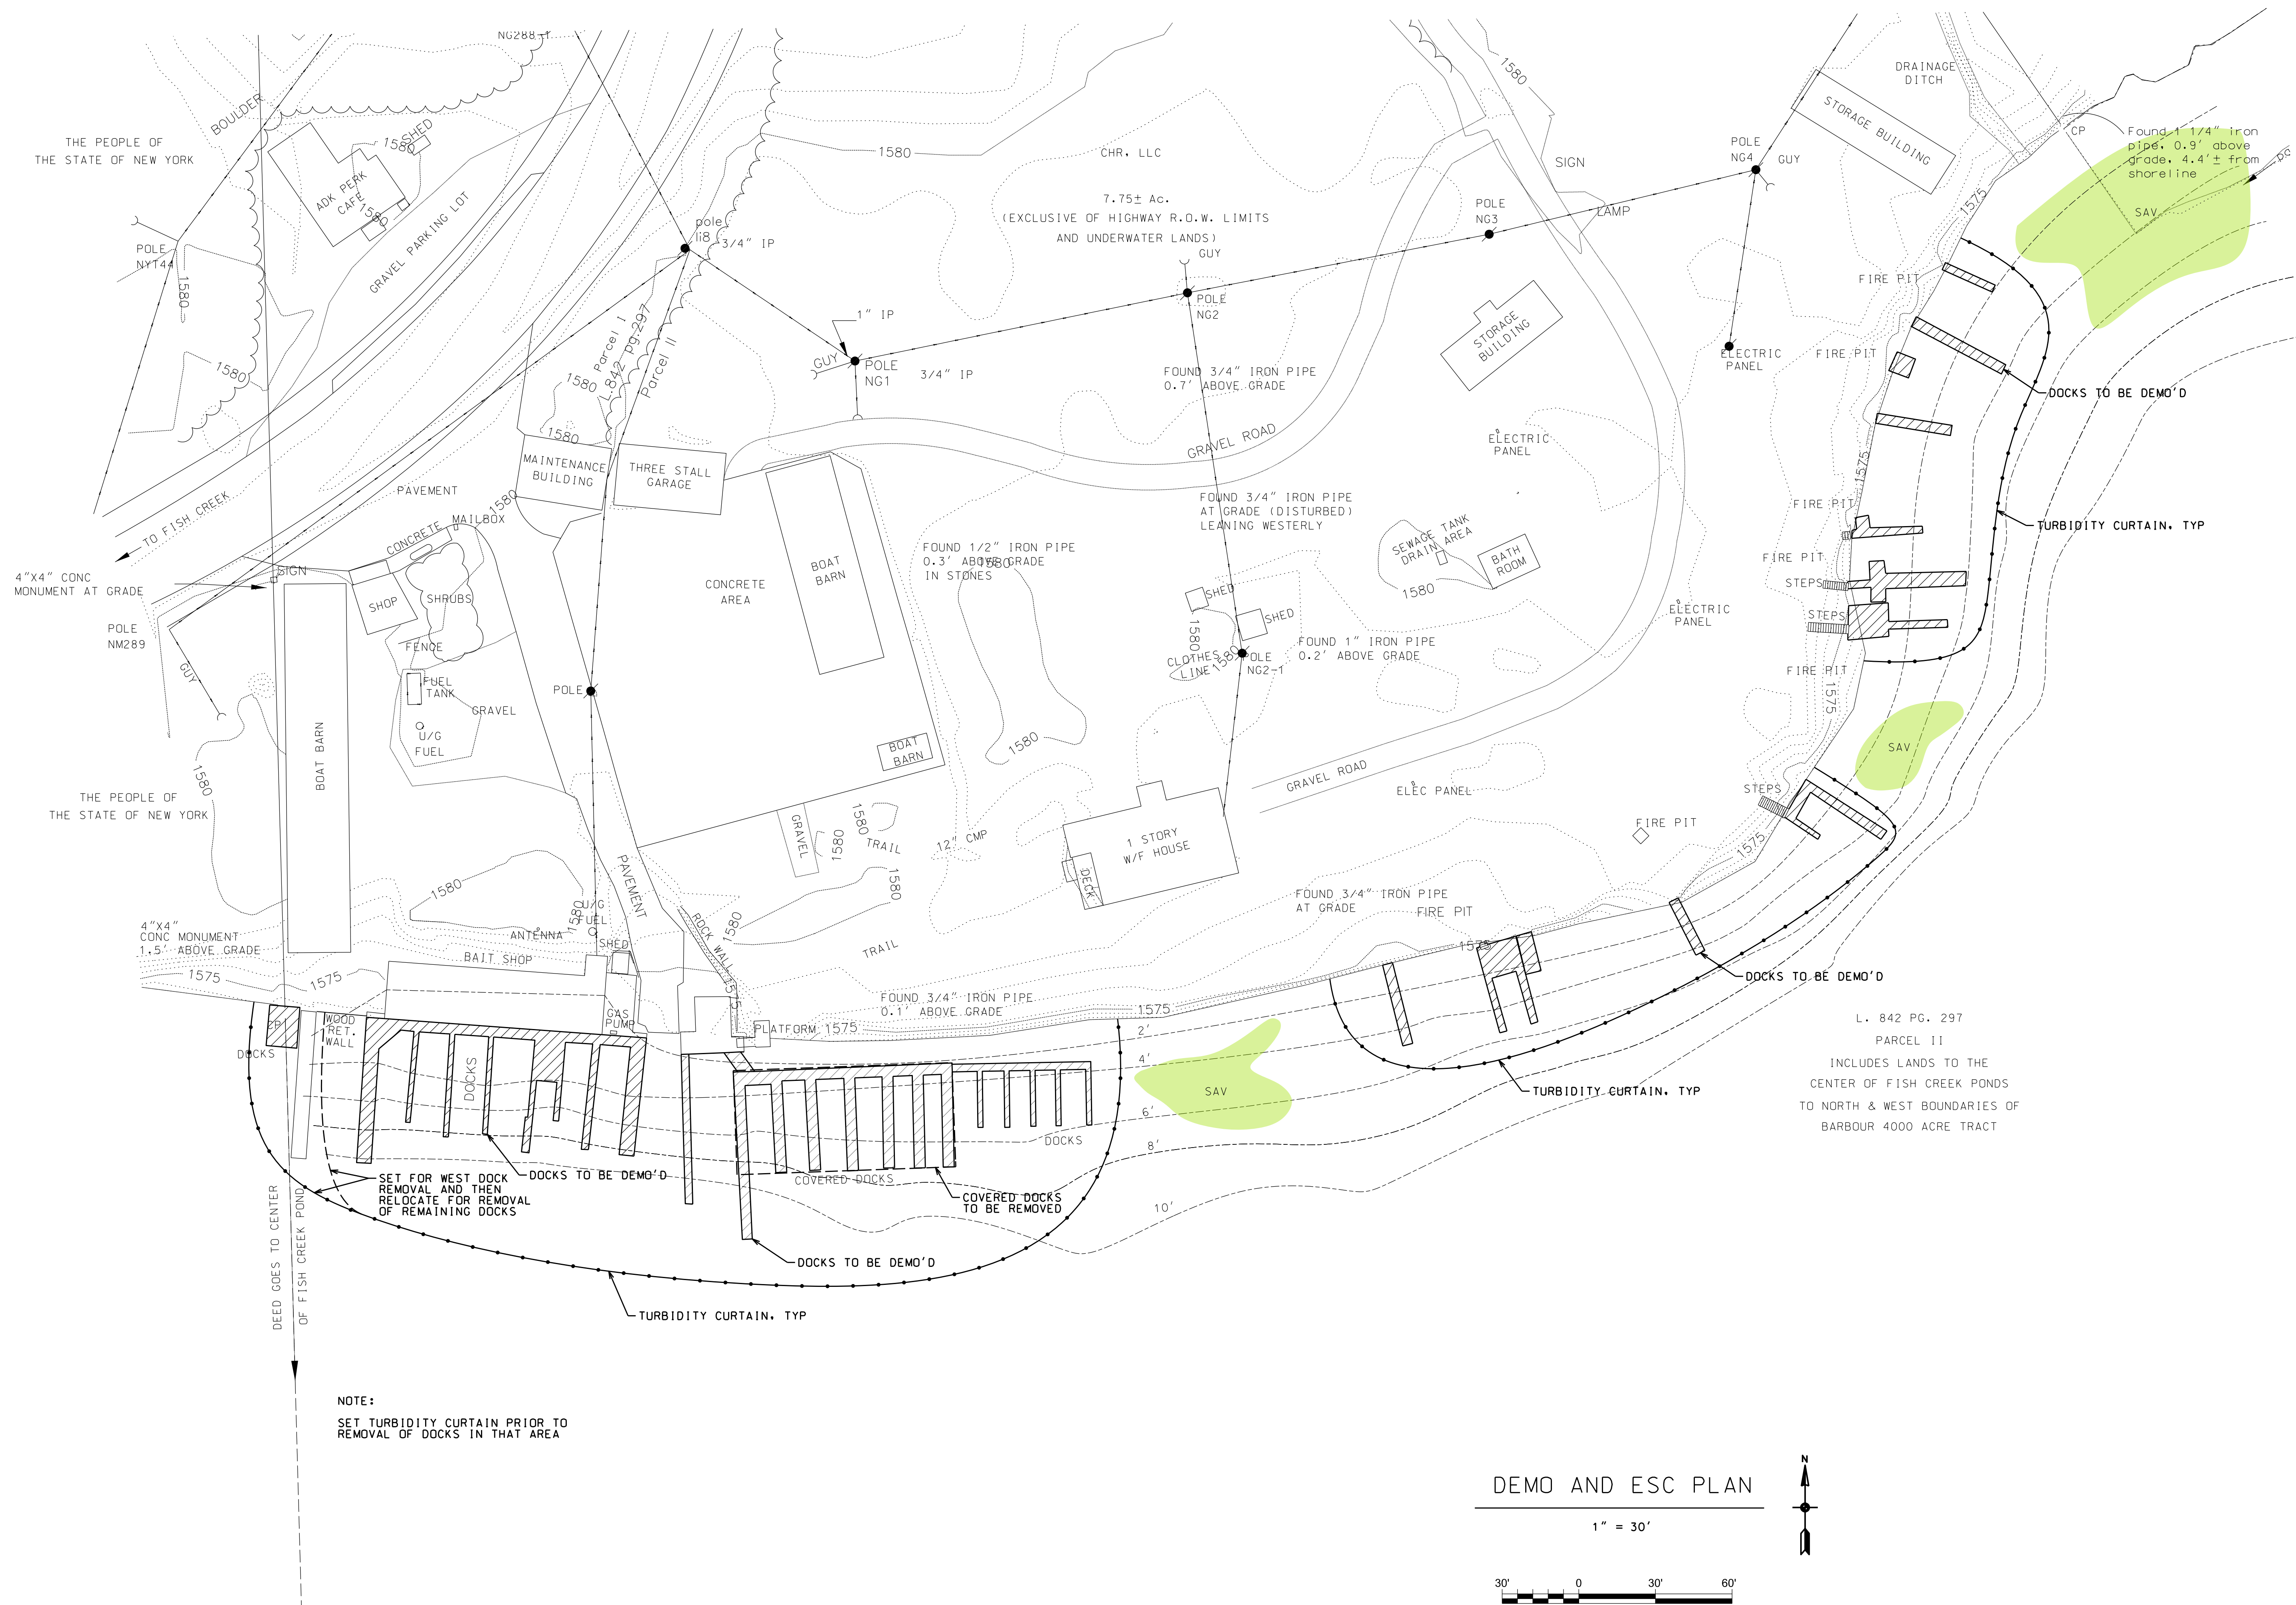 NG288-1
BOULDER
SHED
1580
THE PEOPLE OF
THE STATE OF NEW YORK
ADK PERK
CAFE
1580
GRAVEL PARKING LOT
POLE
NYT44
1580
1580
pole
li8
3/4" IP
1580
CHR, LLC
7.75± Ac.
(EXCLUSIVE OF HIGHWAY R.O.W. LIMITS
AND UNDERWATER LANDS)
GUY
POLE
NG2
1580
SIGN
LAMP
POLE
NG3
POLE
NG4
GUY
STORAGE BUILDING
DRAINAGE
DITCH
CP
Found 1 1/4" iron
pipe, 0.9' above
grade, 4.4'± from
shoreline
SAV
1575
FIRE PIT
1" IP
GUY
POLE
NG1
3/4" IP
Parcel I
L.842 pg.297
Parcel II
1580
1580
FOUND 3/4" IRON PIPE
0.7' ABOVE GRADE
STORAGE
BUILDING
ELECTRIC
PANEL
FIRE PIT
DOCKS TO BE DEMO'D
GRAVEL ROAD
ELECTRIC
PANEL
1575
MAINTENANCE
BUILDING
THREE STALL
GARAGE
PAVEMENT
1580
TO FISH CREEK
MAILBOX
CONCRETE
FOUND 3/4" IRON PIPE
AT GRADE (DISTURBED)
LEANING WESTERLY
FIRE PIT
TURBIDITY CURTAIN, TYP
SEWAGE TANK
DRAIN AREA
BATH
ROOM
1580
FIRE PIT
STEPS
FOUND 1/2" IRON PIPE
0.3' ABOVE GRADE
IN STONES
1580
BOAT
BARN
CONCRETE
AREA
4"X4" CONC
MONUMENT AT GRADE
SIGN
SHOP
SHRUBS
SHED
SHED
ELECTRIC
PANEL
STEPS
POLE
NM289
FENCE
1580
1580
FOUND 1" IRON PIPE
0.2' ABOVE GRADE
CLOTHES
LINE
POLE
NG2-1
FIRE PIT
1575
GUY
FUEL
TANK
POLE
GRAVEL
U/G
FUEL
BOAT BARN
BOAT
BARN
1580
SAV
1580
GRAVEL ROAD
ELEC PANEL
STEPS
THE PEOPLE OF
THE STATE OF NEW YORK
GRAVEL
1580
1580
TRAIL
12" CMP
1 STORY
W/F HOUSE
FIRE PIT
1575
1580
PAVEMENT
1580
DECK
FOUND 3/4" IRON PIPE
AT GRADE
FIRE PIT
4"X4"
CONC MONUMENT
1.5' ABOVE GRADE
1580
U/G
FUEL
ANTENNA
SHED
ROCK WALL
1580
TRAIL
1575
BAIT SHOP
1575
1575
DOCKS TO BE DEMO'D
1575
FOUND 3/4" IRON PIPE
0.1' ABOVE GRADE
1575
GAS
PUMP
PLATFORM
1575
WOOD
RET.
WALL
DOCKS
DOCKS
2'
4'
6'
8'
10'
SAV
TURBIDITY CURTAIN, TYP
L. 842 PG. 297
PARCEL II
INCLUDES LANDS TO THE
CENTER OF FISH CREEK PONDS
TO NORTH & WEST BOUNDARIES OF
BARBOUR 4000 ACRE TRACT
DOCKS
SET FOR WEST DOCK
REMOVAL AND THEN
RELOCATE FOR REMOVAL
OF REMAINING DOCKS
DOCKS TO BE DEMO'D
COVERED DOCKS
COVERED DOCKS
TO BE REMOVED
DOCKS TO BE DEMO'D
TURBIDITY CURTAIN, TYP
DEED GOES TO CENTER
OF FISH CREEK POND
NOTE:
SET TURBIDITY CURTAIN PRIOR TO
REMOVAL OF DOCKS IN THAT AREA
DEMO AND ESC PLAN
1" = 30'
N
30' 0 30' 60'